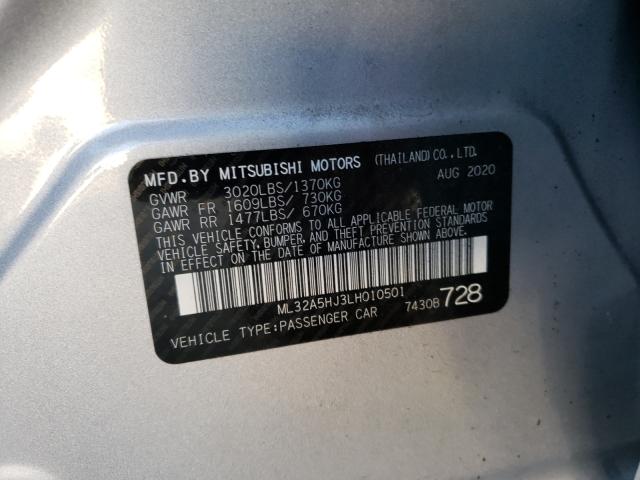 MFD.BY MITSUBISHI MOTORS (THAILAND)CO.,LTD.
GVWR 3020LBS/1370KG AUG 2020
GAWR FR 1609LBS/ 730KG
GAWR RR 1477LBS/ 670KG
THIS VEHICLE CONFORMS TO ALL APPLICABLE FEDERAL MOTOR
VEHICLE SAFETY,BUMPER,AND THEFT PREVENTION STANDARDS
IN EFFECT ON THE DATE OF MANUFACTURE SHOWN ABOVE.
ML32A5HJ3LH010501
VEHICLE TYPE:PASSENGER CAR 7430B 728